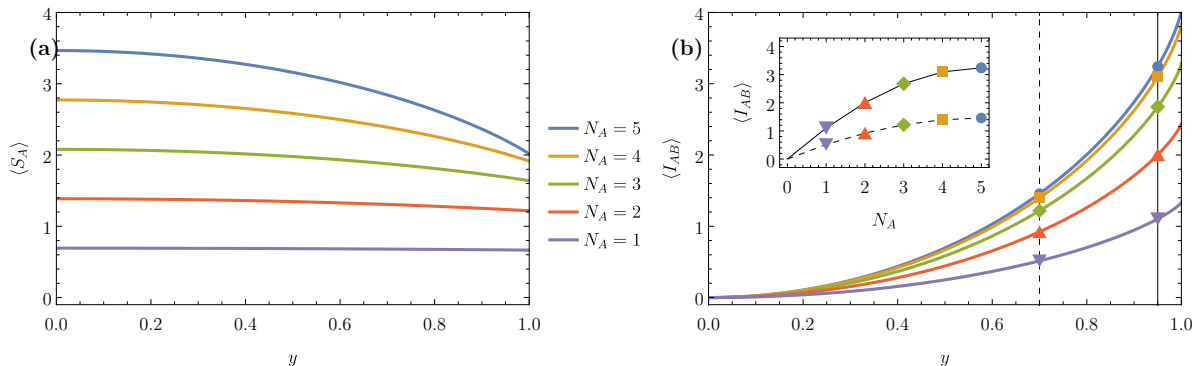 (a)
4
3
2
1
0
⟨S_A⟩
0.0 0.2 0.4 0.6 0.8 1.0
y
N_A = 5
N_A = 4
N_A = 3
N_A = 2
N_A = 1
(b)
4
3
2
1
0
⟨I_AB⟩
0.0 0.2 0.4 0.6 0.8 1.0
y
4
3
2
1
0
⟨I_AB⟩
0 1 2 3 4 5
N_A